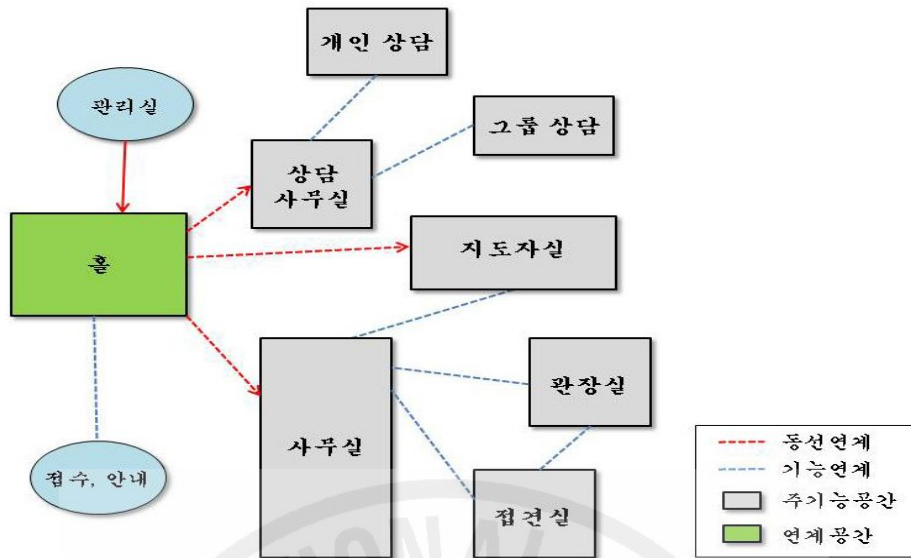 개인 상담
관리실
그룹 상담
상담
사무실
홀
지도자실
사무실
관장실
접수, 안내
접견실
동선연계
기능연계
주기능공간
연계공간